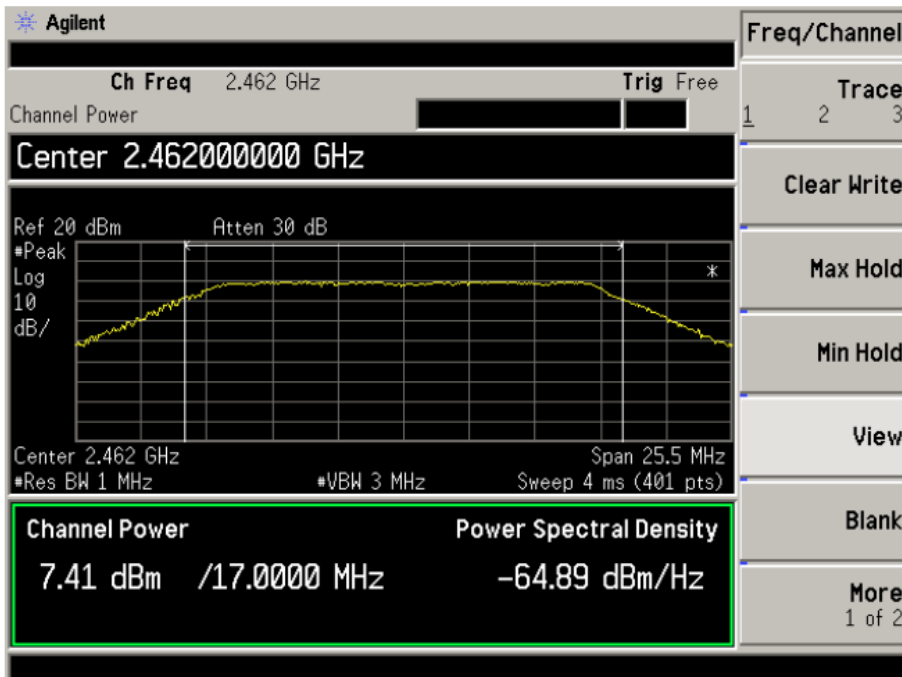 Agilent
Freq/Channel
Ch Freq 2.462 GHz Trig Free
Channel Power
Center 2.462000000 GHz
Ref 20 dBm Atten 30 dB
#Peak
Log
10
dB/
*
Center 2.462 GHz Span 25.5 MHz
#Res BW 1 MHz #VBW 3 MHz Sweep 4 ms (401 pts)
Channel Power Power Spectral Density
7.41 dBm /17.0000 MHz -64.89 dBm/Hz
Trace
1 2 3
Clear Write
Max Hold
Min Hold
View
Blank
More
1 of 2